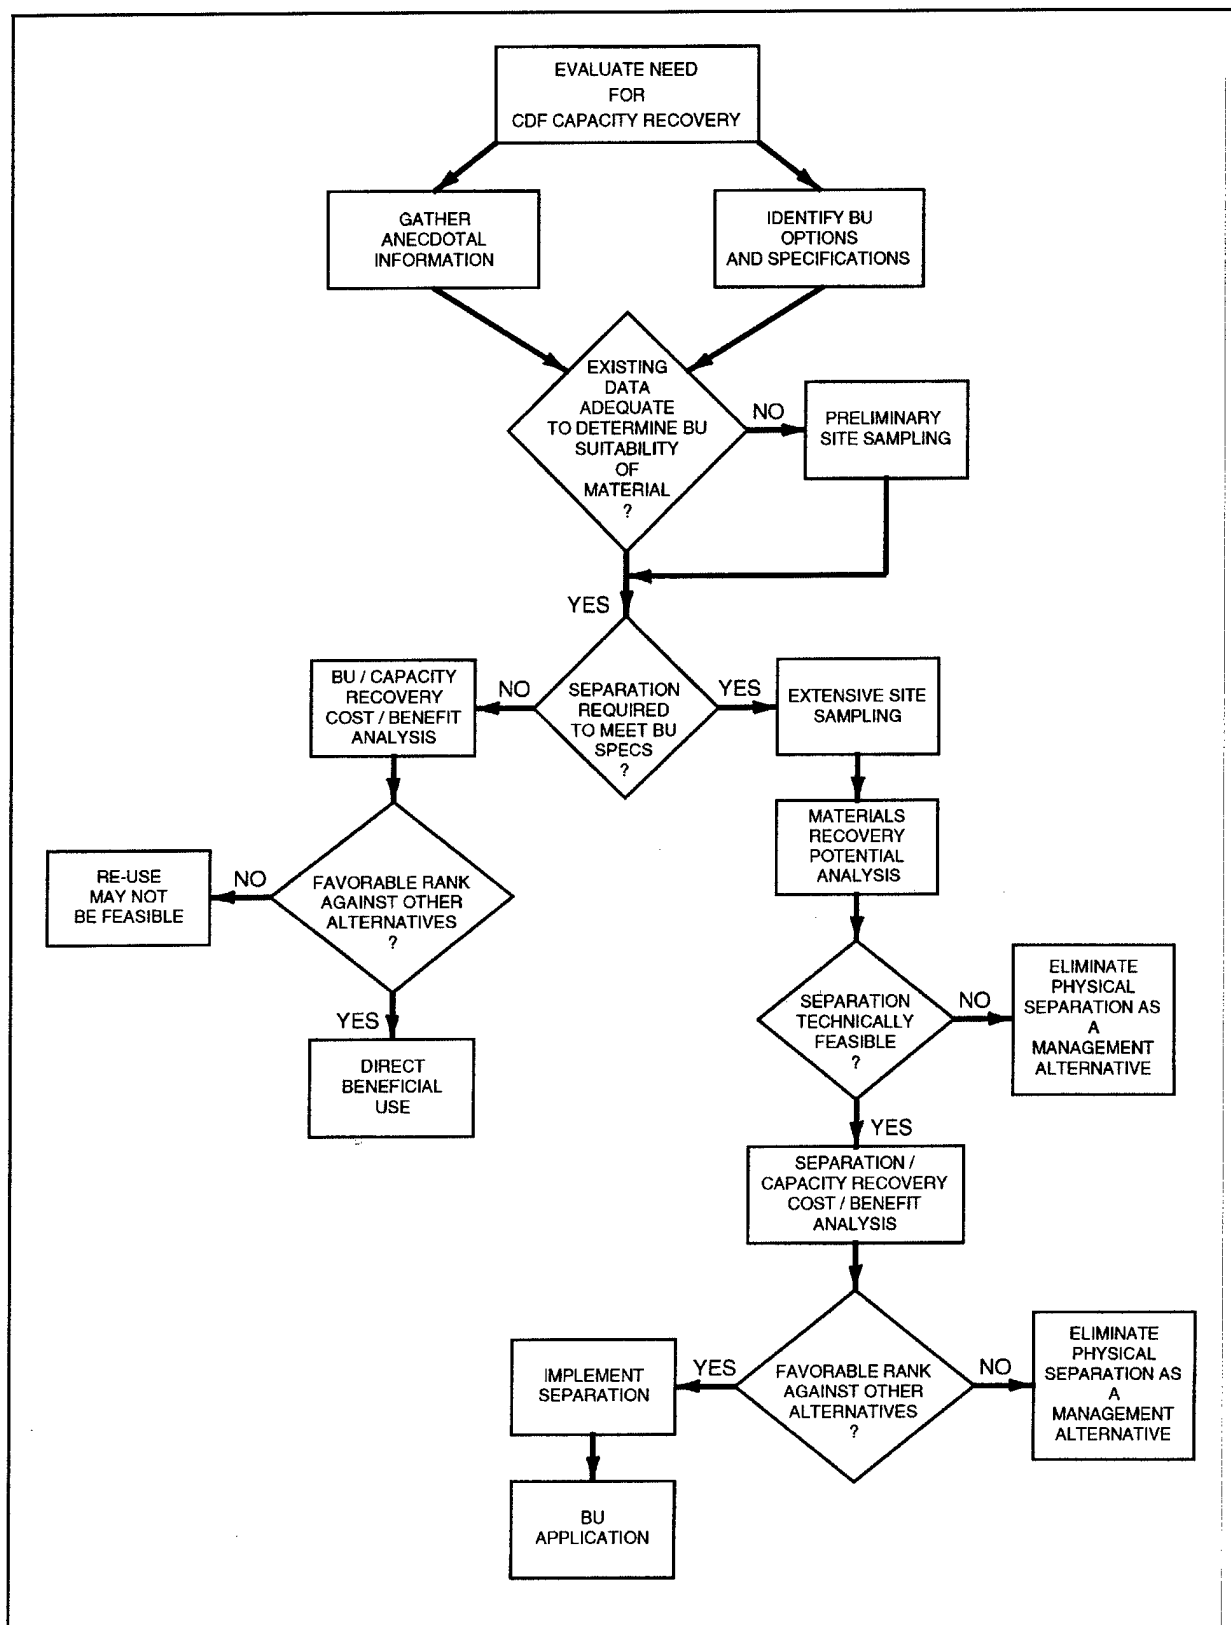 EVALUATE NEED
FOR
CDF CAPACITY RECOVERY
GATHER
ANECDOTAL
INFORMATION
IDENTIFY BU
OPTIONS
AND SPECIFICATIONS
EXISTING
DATA
ADEQUATE
TO DETERMINE BU
SUITABILITY
OF
MATERIAL
?
NO
PRELIMINARY
SITE SAMPLING
YES
BU / CAPACITY
RECOVERY
COST / BENEFIT
ANALYSIS
NO
SEPARATION
REQUIRED
TO MEET BU
SPECS
?
YES
EXTENSIVE SITE
SAMPLING
MATERIALS
RECOVERY
POTENTIAL
ANALYSIS
RE-USE
MAY NOT
BE FEASIBLE
NO
FAVORABLE RANK
AGAINST OTHER
ALTERNATIVES
?
YES
DIRECT
BENEFICIAL
USE
SEPARATION
TECHNICALLY
FEASIBLE
?
NO
ELIMINATE
PHYSICAL
SEPARATION AS
A
MANAGEMENT
ALTERNATIVE
YES
SEPARATION /
CAPACITY RECOVERY
COST / BENEFIT
ANALYSIS
IMPLEMENT
SEPARATION
YES
FAVORABLE RANK
AGAINST OTHER
ALTERNATIVES
?
NO
ELIMINATE
PHYSICAL
SEPARATION AS
A
MANAGEMENT
ALTERNATIVE
BU
APPLICATION